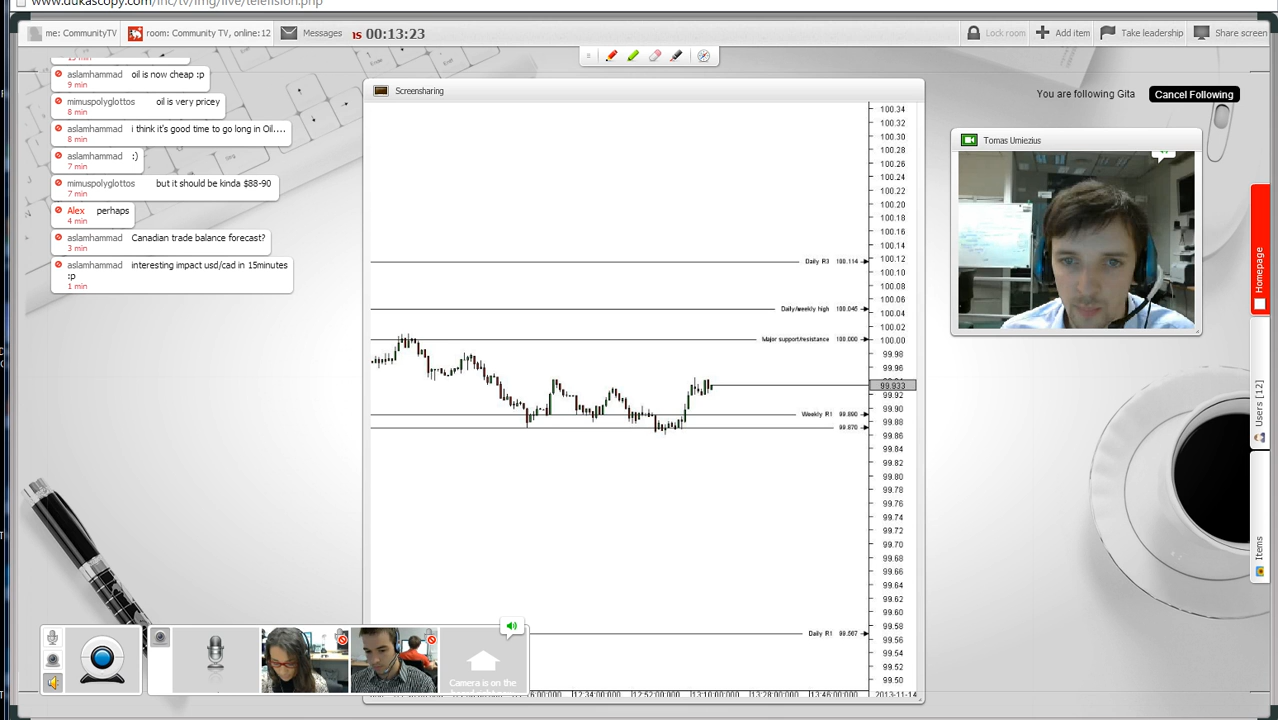 www.dukascopy.com/inc/tv/img/live/television.php
me: CommunityTV
room: Community TV, online:12
Messages
is 00:13:23
Lock room
Add item
Take leadership
Share screen
aslamhammad oil is now cheap :p
9 min
mimuspolyglottos oil is very pricey
8 min
aslamhammad i think it's good time to go long in Oil....
8 min
aslamhammad :)
7 min
mimuspolyglottos but it should be kinda $88-90
7 min
Alex perhaps
4 min
aslamhammad Canadian trade balance forecast?
3 min
aslamhammad interesting impact usd/cad in 15minutes
:p
1 min
Screensharing
100.34
100.32
100.30
100.28
100.26
100.24
100.22
100.20
100.18
100.16
100.14
Daily R3 100.114
100.12
100.10
100.08
100.06
Daily/weekly high 100.045
100.04
100.02
Major support/resistance 100.000
100.00
99.98
99.96
99.933
99.92
99.90
Weekly R1 99.890
99.88
99.870
99.86
99.84
99.82
99.80
99.78
99.76
99.74
99.72
99.70
99.68
99.66
99.64
99.62
99.60
99.58
Daily R1 99.567
99.56
99.54
99.52
99.50
16:00:000
12:34:00:000
12:52:00:000
13:10:00:000
13:28:00:000
13:46:00:000
2013-11-14
You are following Gita
Cancel Following
Tomas Umiezius
Homepage
Users [12]
Items
Camera is on the